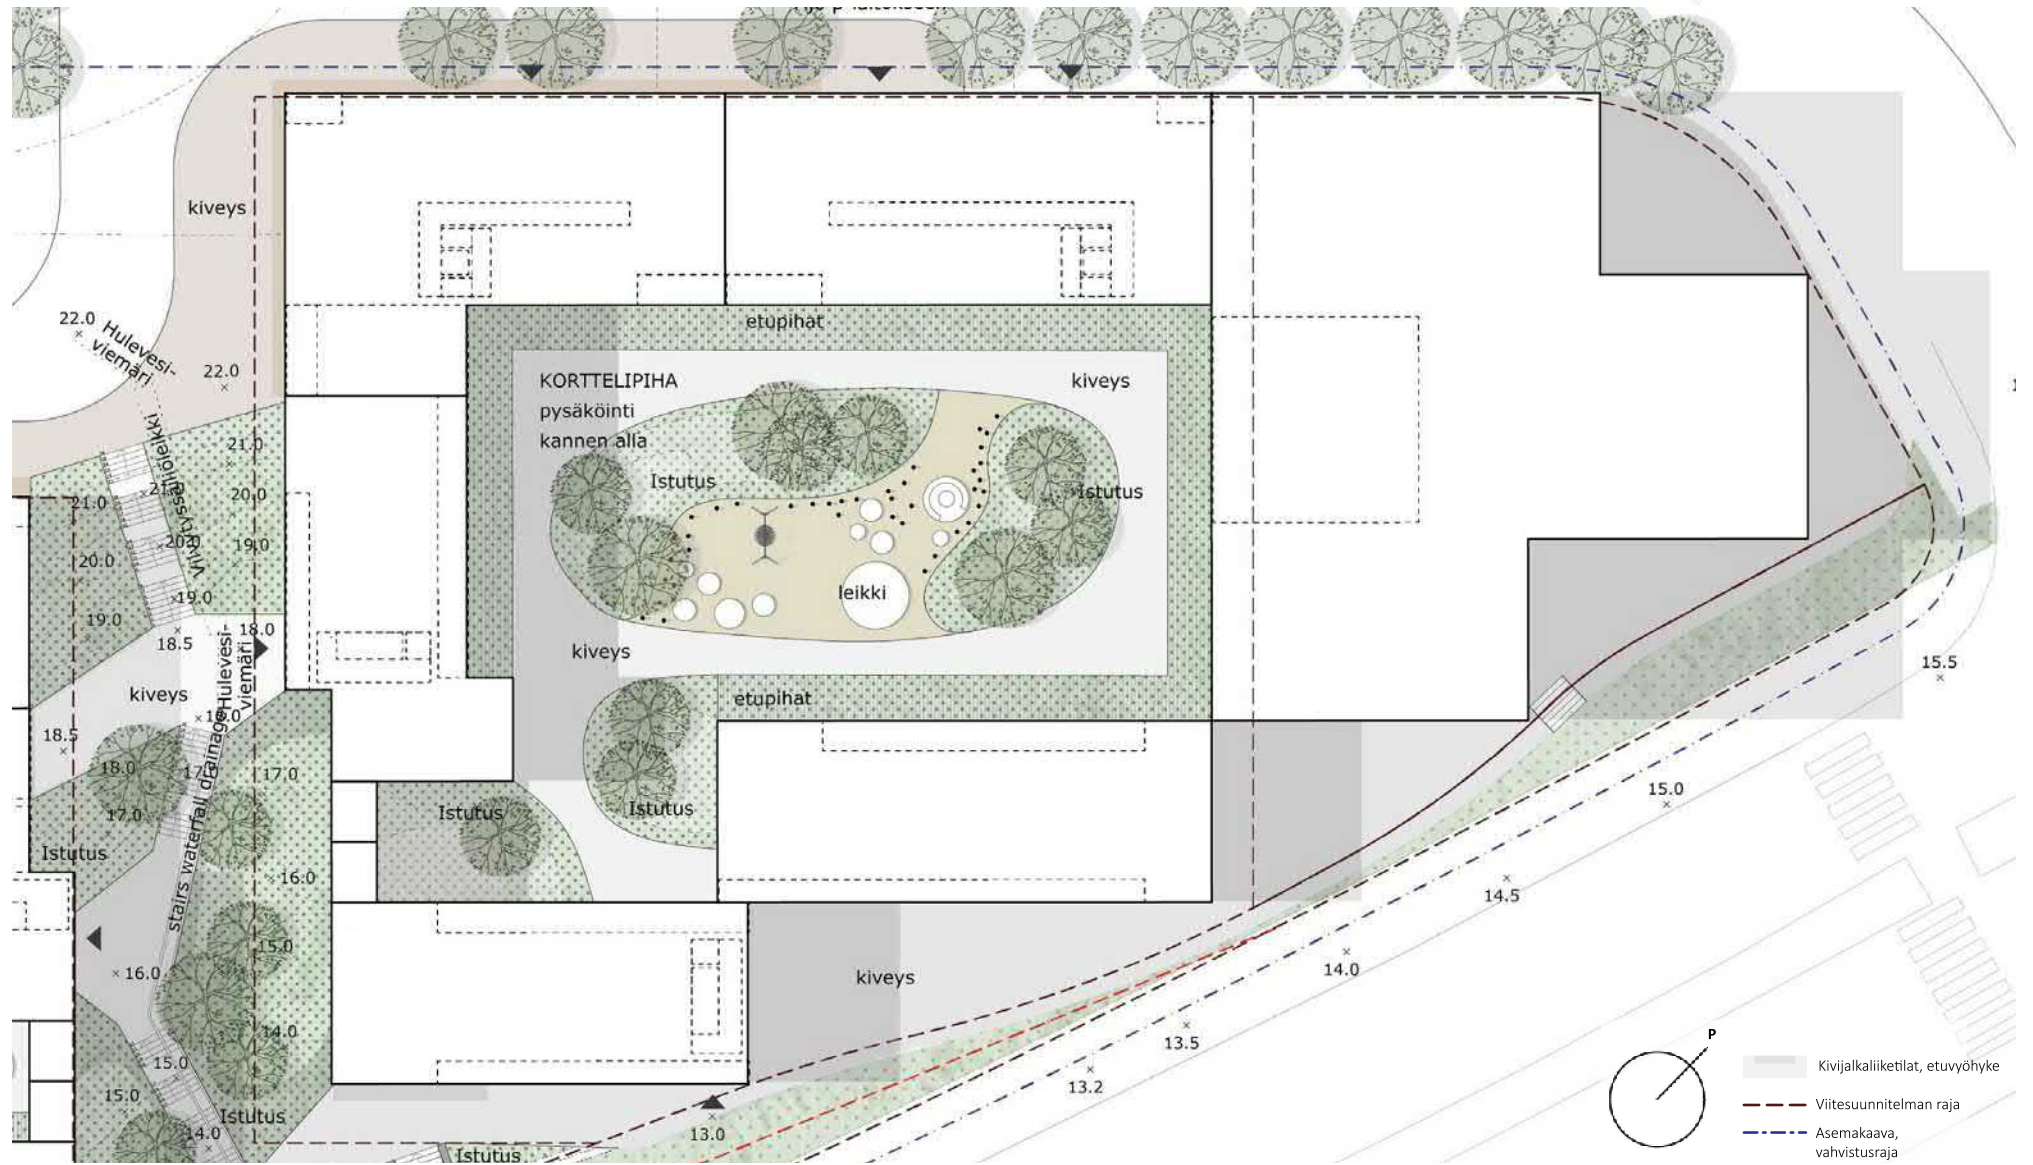 kiveys
22.0
Hulevesi-
viemäri
22.0
etupihat
KORTTELIPIHA
pysäköinti
kannen alla
kiveys
21.0
Istutus
Istutus
20.0
21.0
19.0
20.0
20.0
leikki
19.0
19.0
18.0
18.5
Hulevesi-
viemäri
kiveys
15.5
kiveys
etupihat
18.0
18.5
18.0
17.0
15.0
Istutus
Istutus
17.0
stairs waterfall drainage
Istutus
16.0
14.5
15.0
16.0
kiveys
14.0
14.0
13.5
15.0
13.2
15.0
Istutus
14.0
13.0
Istutus
P
Kivijalkaliiketilat, etuvyöhyke
Viitesuunnitelman raja
Asemakaava,
vahvistusraja